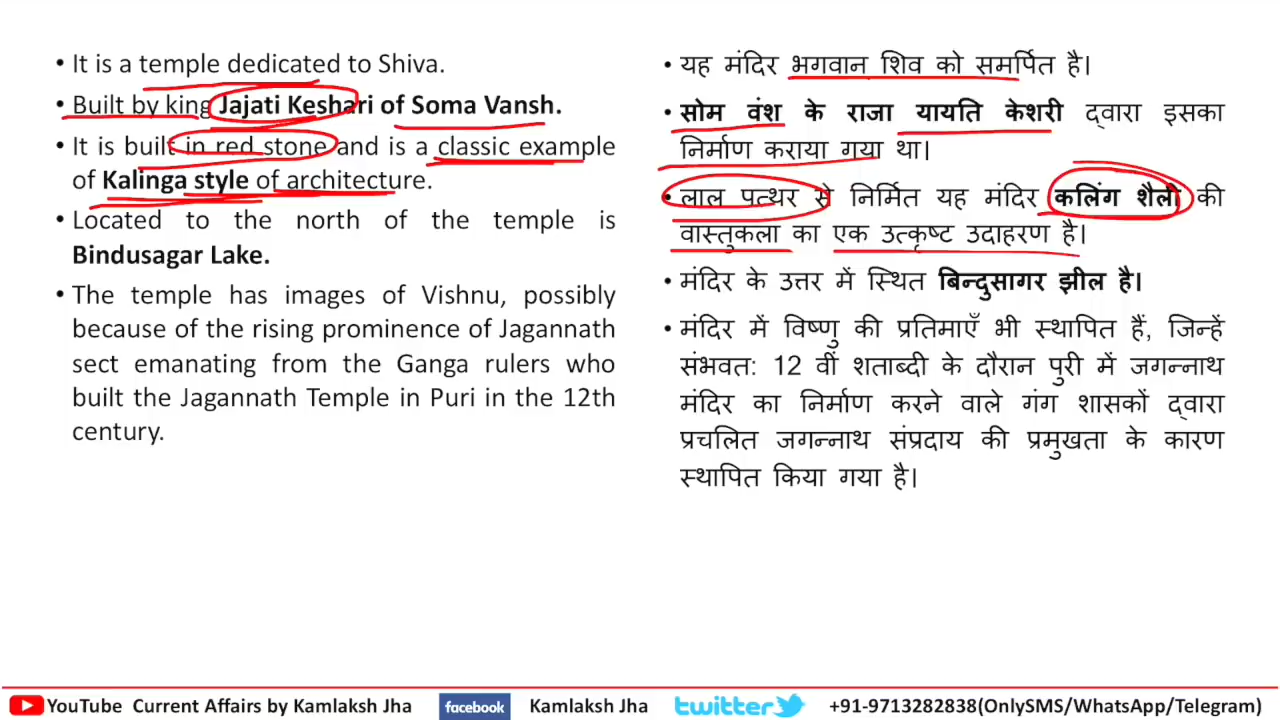 • It is a temple dedicated to Shiva.
• Built by king Jajati Keshari of Soma Vansh.
• It is built in red stone and is a classic example
of Kalinga style of architecture.
• Located to the north of the temple is
Bindusagar Lake.
• The temple has images of Vishnu, possibly
because of the rising prominence of Jagannath
sect emanating from the Ganga rulers who
built the Jagannath Temple in Puri in the 12th
century.
• यह मंदिर भगवान शिव को समर्पित है।
• सोम वंश के राजा यायति केशरी द्वारा इसका
निर्माण कराया गया था।
• लाल पत्थर से निर्मित यह मंदिर कलिंग शैली की
वास्तुकला का एक उत्कृष्ट उदाहरण है।
• मंदिर के उत्तर में स्थित बिन्दुसागर झील है।
• मंदिर में विष्णु की प्रतिमाएँ भी स्थापित हैं, जिन्हें
संभवत: 12 वीं शताब्दी के दौरान पुरी में जगन्नाथ
मंदिर का निर्माण करने वाले गंग शासकों द्वारा
प्रचलित जगन्नाथ संप्रदाय की प्रमुखता के कारण
स्थापित किया गया है।
YouTube Current Affairs by Kamlaksh Jha facebook Kamlaksh Jha twitter +91-9713282838(OnlySMS/WhatsApp/Telegram)